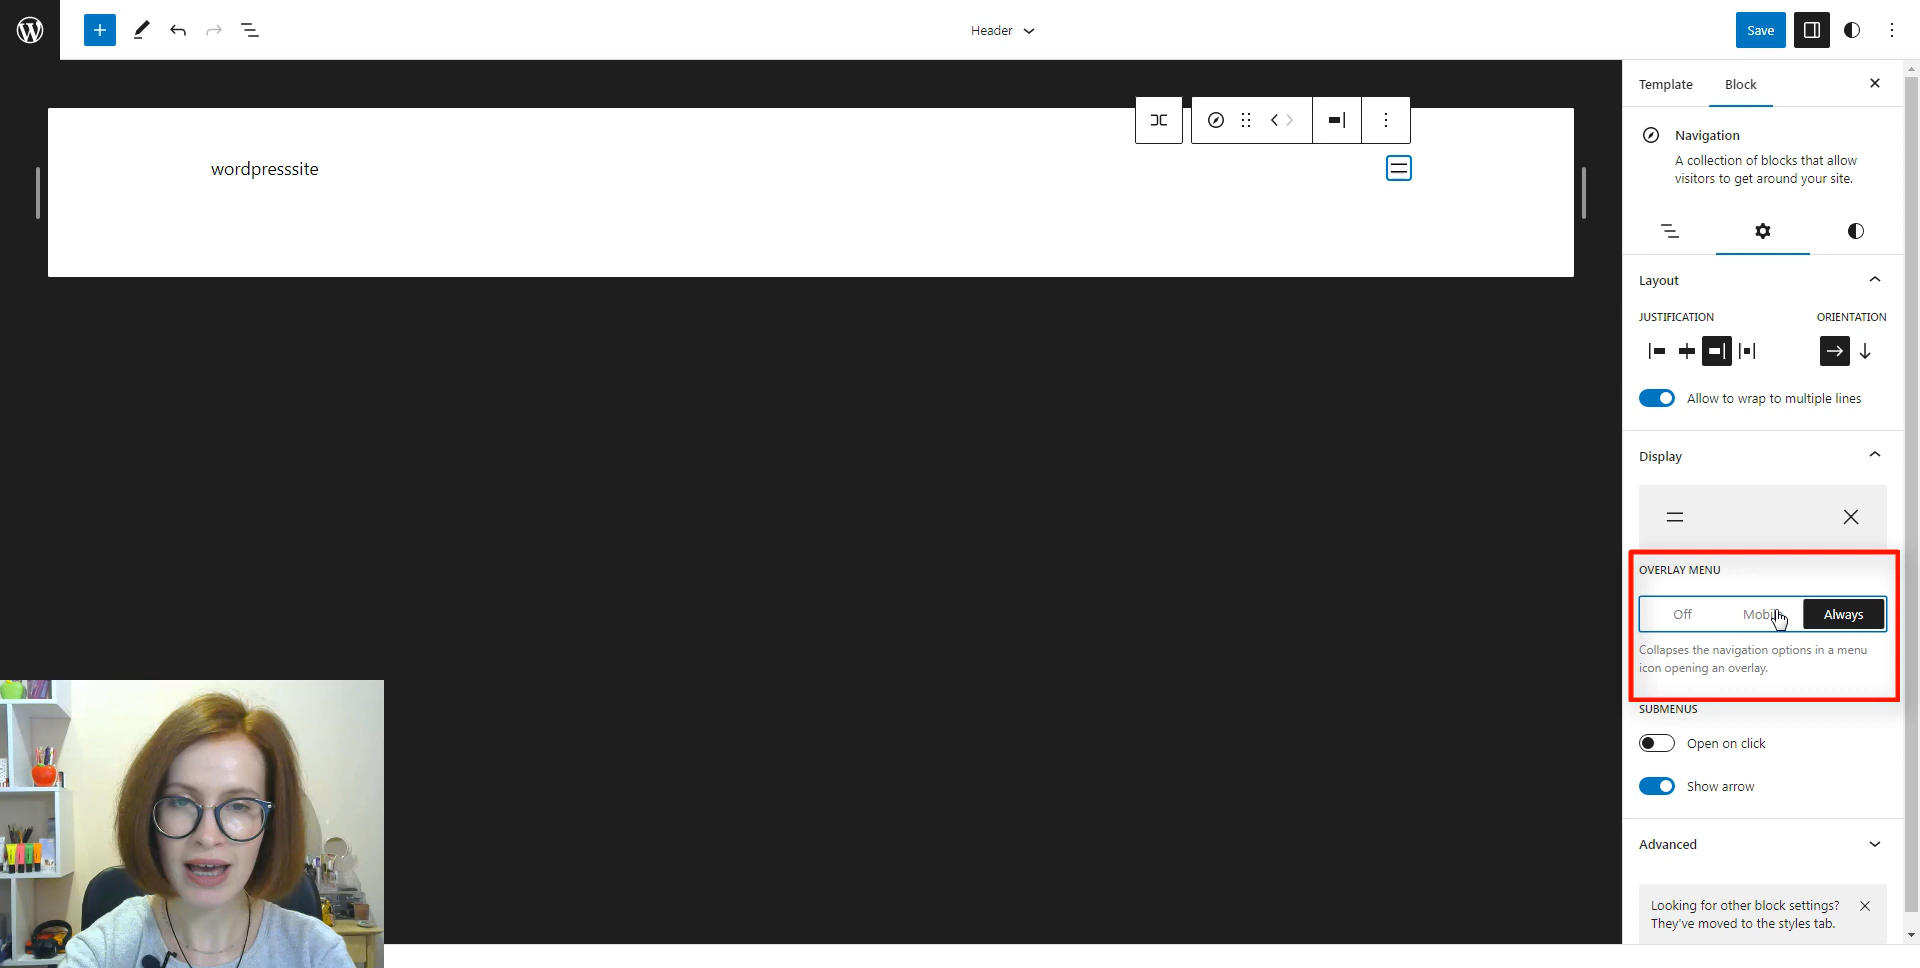 Header
Save
Template Block
wordpresssite
Navigation
A collection of blocks that allow
visitors to get around your site.
Layout
JUSTIFICATION ORIENTATION
Allow to wrap to multiple lines
Display
OVERLAY MENU
Off Always
Collapses the navigation options in a menu
icon opening an overlay.
SUBMENUS
Open on click
Show arrow
Advanced
Looking for other block settings?
They've moved to the styles tab.